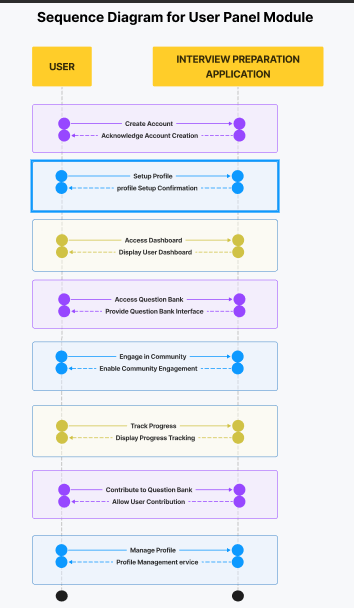 Sequence Diagram for User Panel Module
USER
INTERVIEW PREPARATION
APPLICATION
Create Account
Acknowledge Account Creation
Setup Profile
profile Setup Confirmation
Access Dashboard
Display User Dashboard
Access Question Bank
Provide Question Bank Interface
Engage in Community
Enable Community Engagement
Track Progress
Display Progress Tracking
Contribute to Question Bank
Allow User Contribution
Manage Profile
Profile Management ervice